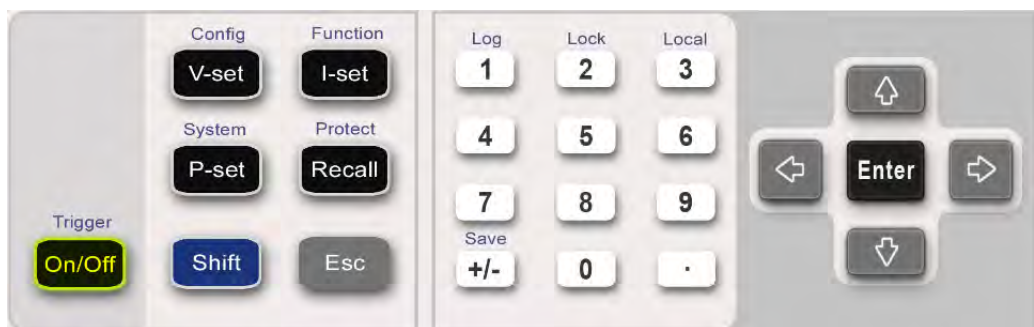 Config Function
V-set I-set
System Protect
P-set Recall
Trigger
On/Off Shift Esc
Log Lock Local
1 2 3
4 5 6
7 8 9
Save
+/- 0 .
Enter